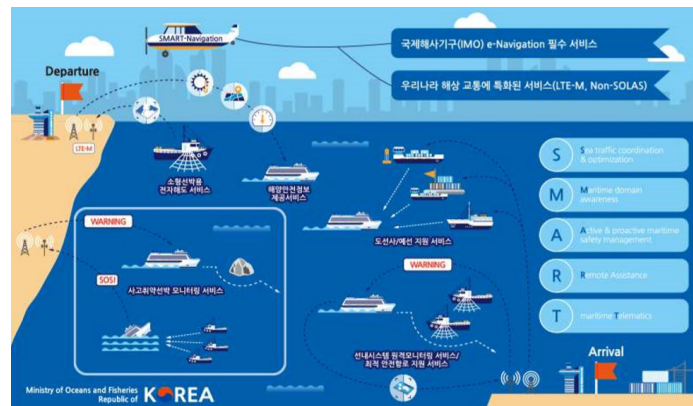 SMART-Navigation
국제해사기구(IMO) e-Navigation 필수 서비스
우리나라 해상 교통에 특화된 서비스(LTE-M, Non-SOLAS)
Departure
LTE-M
소형선박용
전자해도 서비스
해양안전정보
제공서비스
도선사/예선 지원 서비스
S
Sea traffic coordination
& optimization
M
Maritime domain
awareness
A
Active & proactive maritime
safety management
R
Remote Assistance
T
maritime Telematics
WARNING
SOS!
사고취약선박 모니터링 서비스
WARNING
선내시스템 원격모니터링 서비스/
최적 안전항로 지원 서비스
Arrival
Ministry of Oceans and Fisheries
Republic of
KOREA